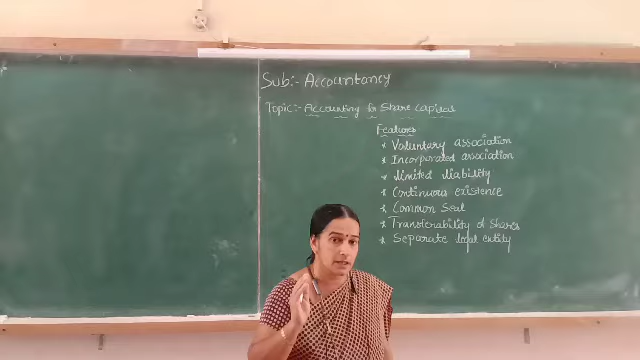 Sub:- Accountancy
Topic:- Accounting for Share Capital
Features
* Voluntary association
* Incorporated association
* Limited liability
* Continuous existence
* Common Seal
* Transferability of Shares
* Separate legal entity